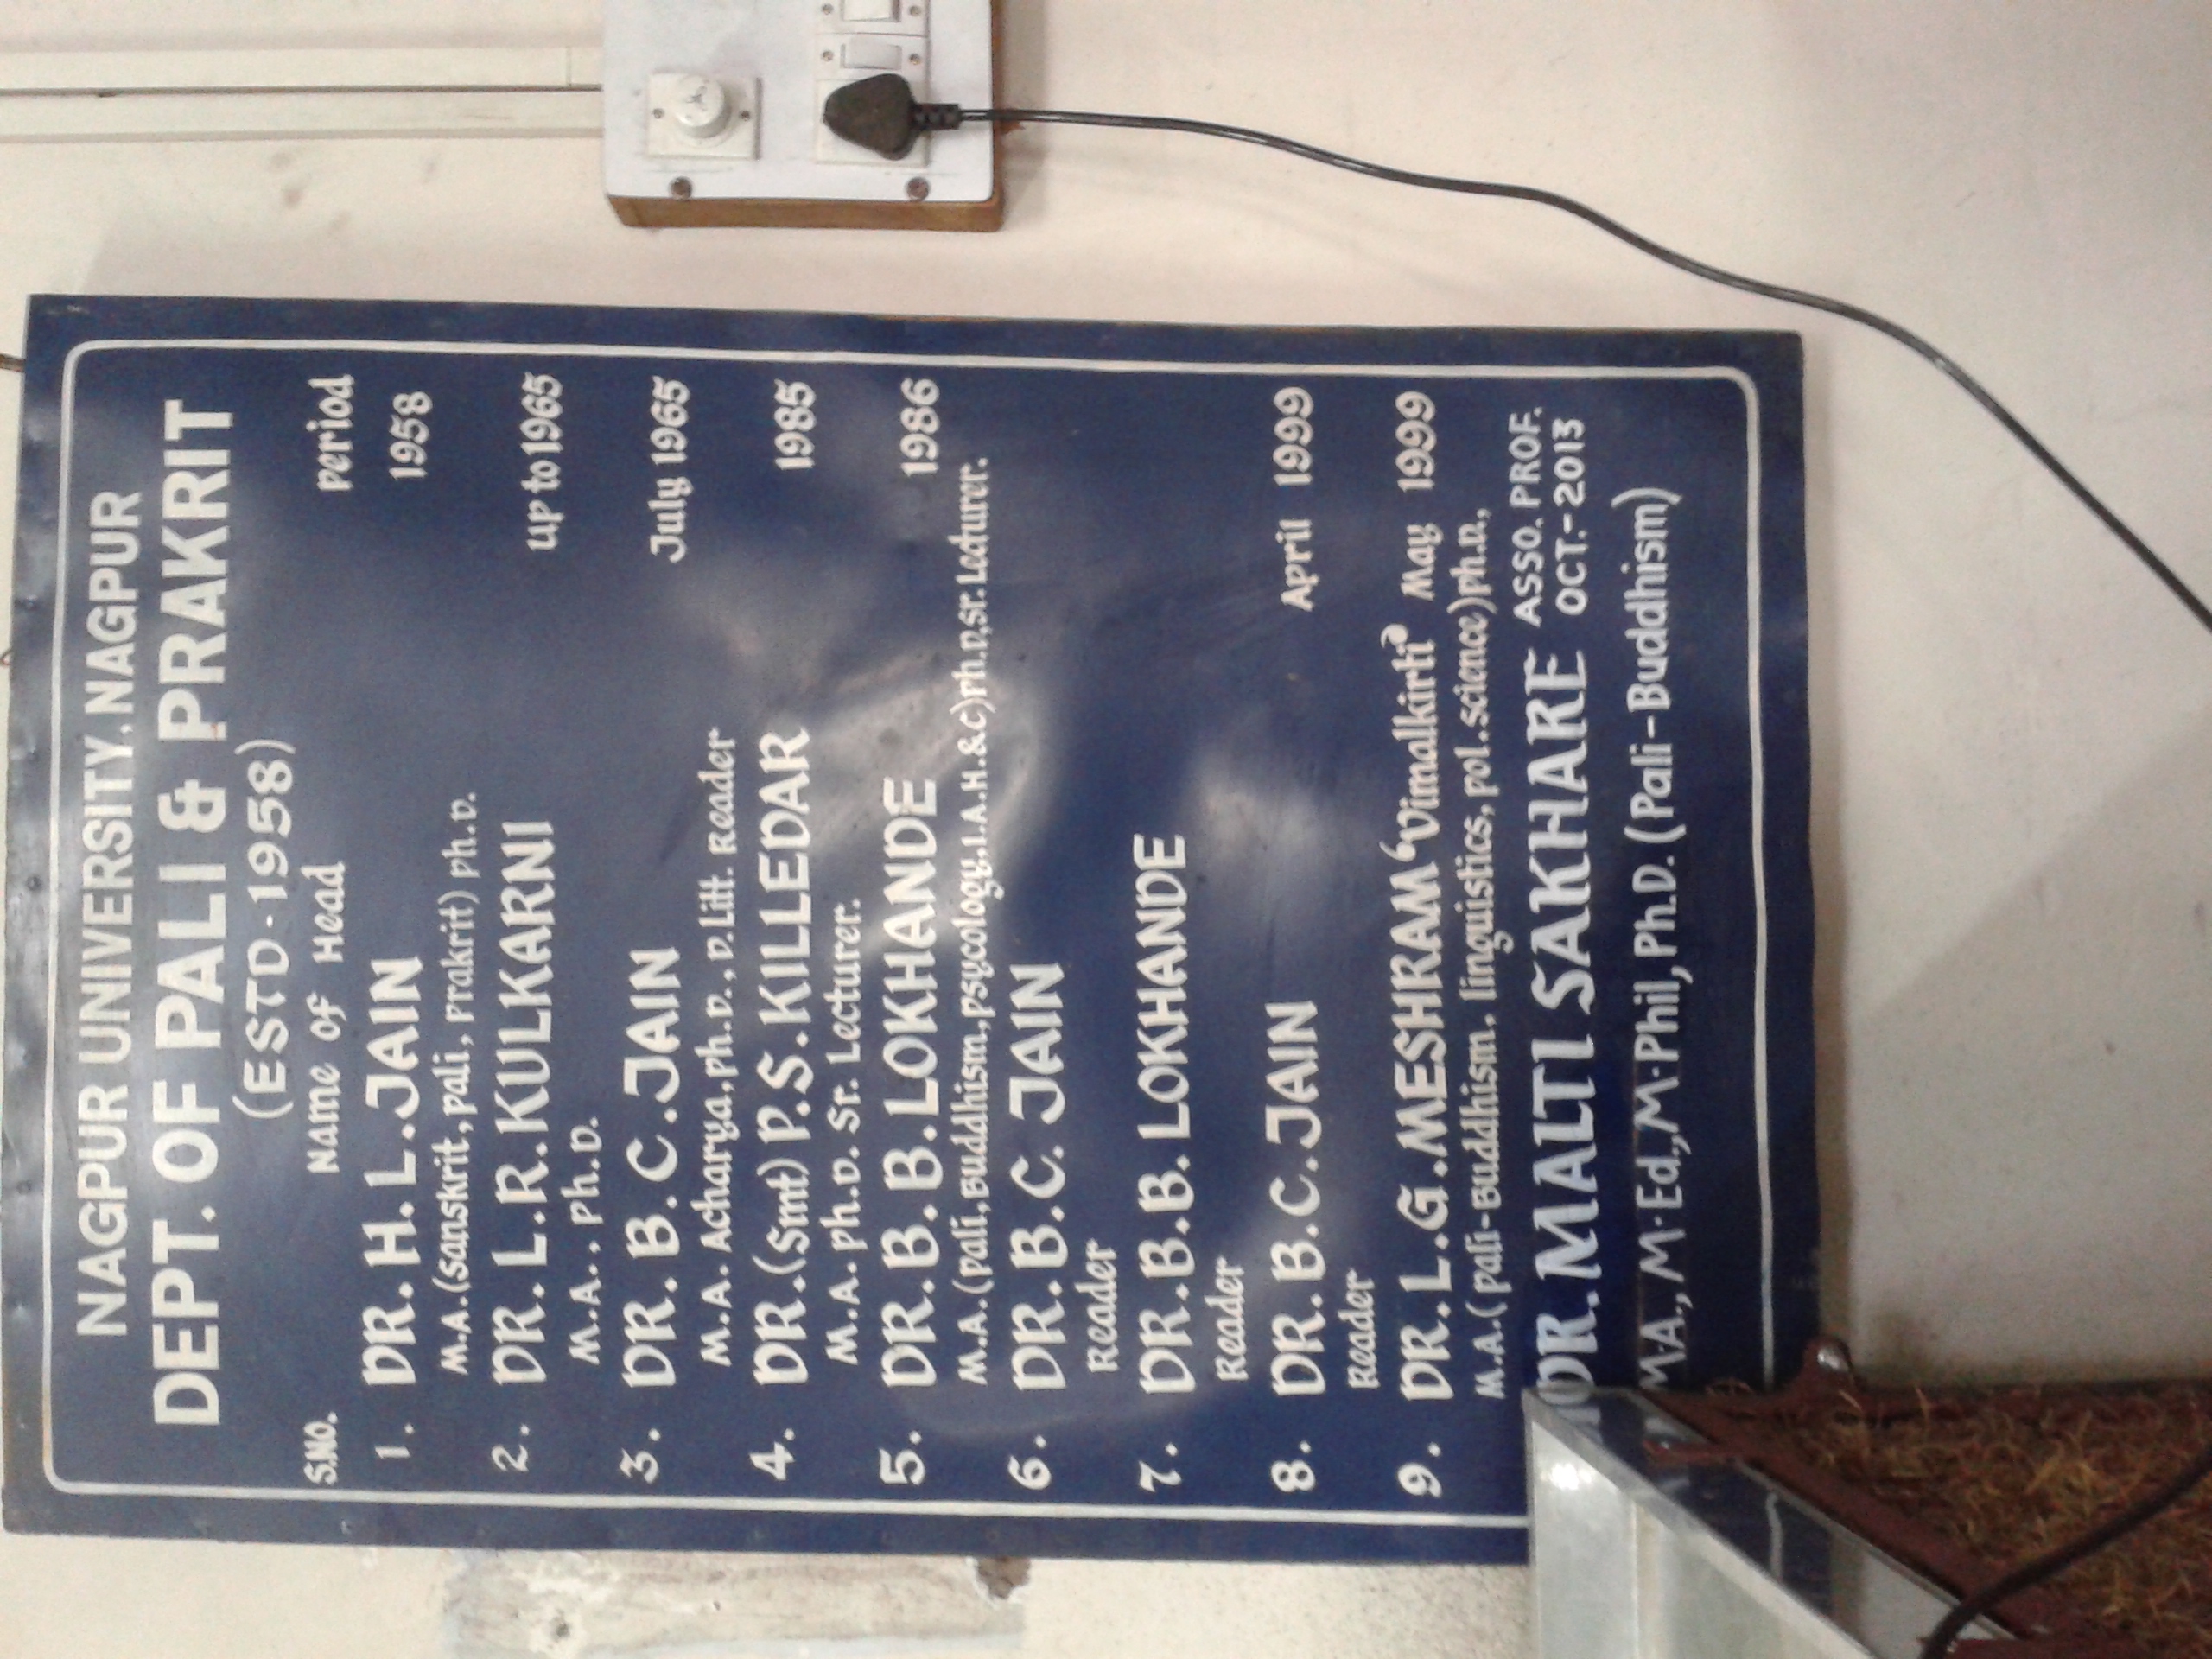 NAGPUR UNIVERSITY, NAGPUR
DEPT. OF PALI & PRAKRIT
(ESTD-1958)
S.NO. Name of Head Period
1. DR. H. L. JAIN 1958
M.A. (Sanskrit, pali, Prakrit) ph.D.
2. DR. L. R. KULKARNI up to 1965
M.A., Ph.D.
3. DR. B. C. JAIN July 1965
M.A. Acharya, ph.D., D.Litt. Reader
4. DR. (Smt) P. S. KILLEDAR 1985
M.A. ph.D. Sr. Lecturer.
5. DR. B. B. LOKHANDE 1986
M.A. (pali, Buddhism, psycology, I.A.H.&C) Ph.D, Sr. Lecturer.
6. DR. B. C. JAIN
Reader
7. DR. B. B. LOKHANDE
Reader
8. DR. B. C. JAIN April 1999
Reader
9. DR. L. G. MESHRAM ‘Vimalkirti’ May 1999
M.A. (pali-Buddhism, linguistics, pol. science) ph.D.,
DR. MALTI SAKHARE ASSO. PROF.
OCT.-2013
M.A., M.Ed., M.Phil, Ph.D. (Pali-Buddhism)